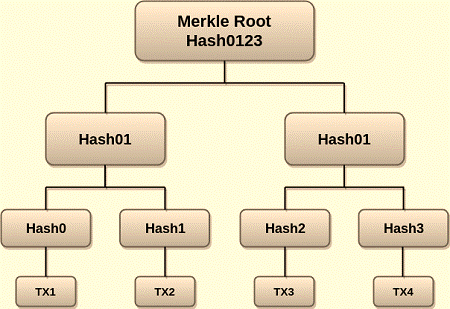 Merkle Root
Hash0123
Hash01
Hash01
Hash0
Hash1
Hash2
Hash3
TX1
TX2
TX3
TX4